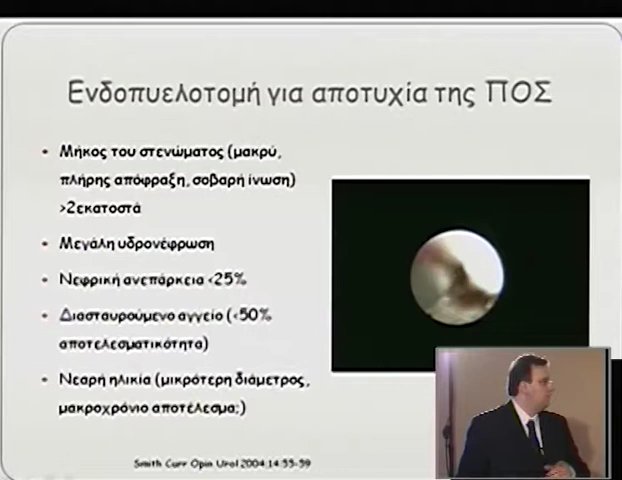 Ενδοπυελοτομή για αποτυχία της ΠΟΣ
• Μήκος του στενώματος (μακρύ,
πλήρης απόφραξη, σοβαρή ίνωση)
>2εκατοστά
• Μεγάλη υδρονέφρωση
• Νεφρική ανεπάρκεια <25%
• Διασταυρούμενο αγγείο (<50%
αποτελεσματικότητα)
• Νεαρή ηλικία (μικρότερη διάμετρος,
μακροχρόνιο αποτέλεσμα;)
Smith Curr Opin Urol 2004;14:55-59